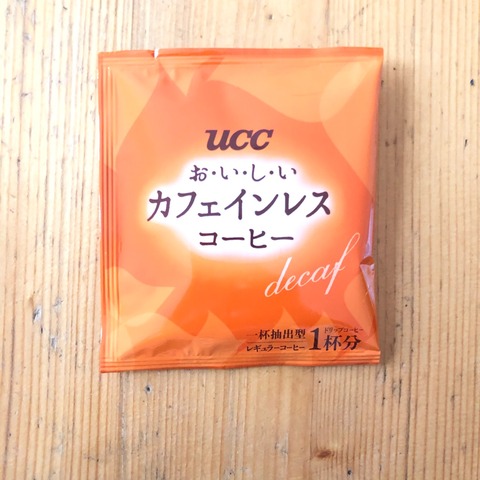 UCC
お・い・し・い
カフェインレス
コーヒー
decaf
一杯抽出型
レギュラーコーヒー
ドリップコーヒー
1杯分